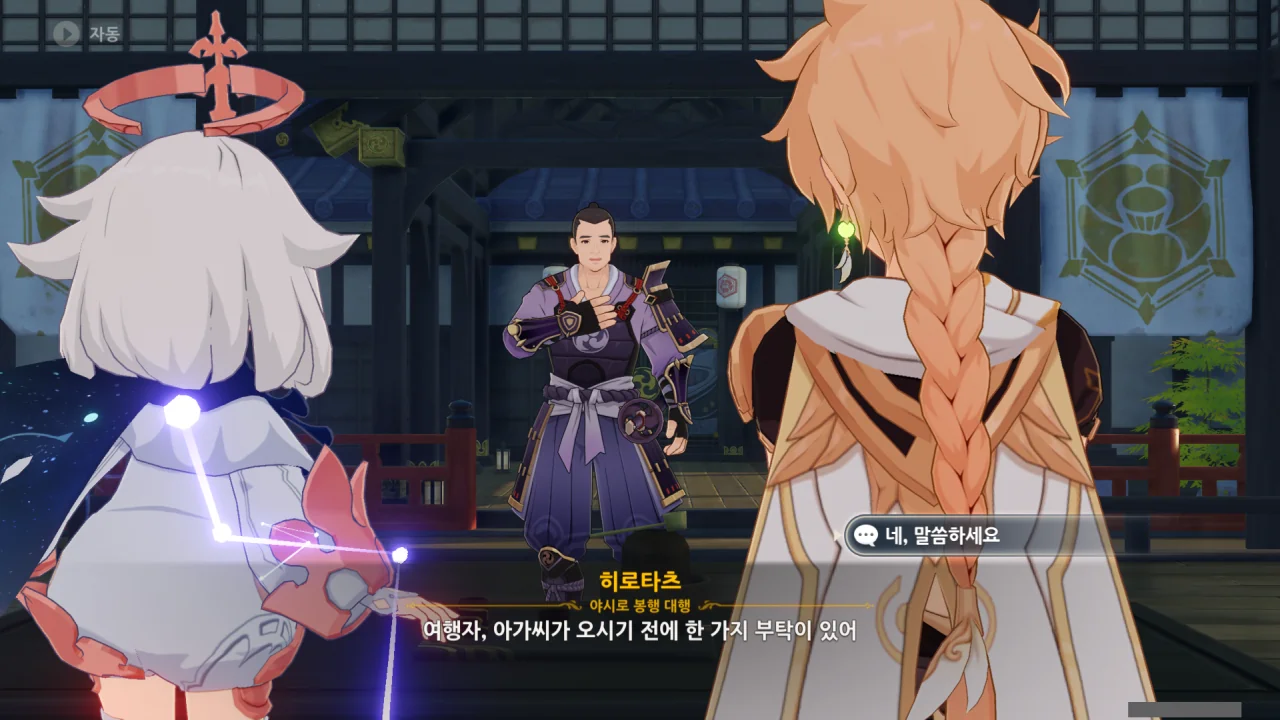 자동
네, 말씀하세요
히로타츠
야시로 봉행 대행
여행자, 아가씨가 오시기 전에 한 가지 부탁이 있어